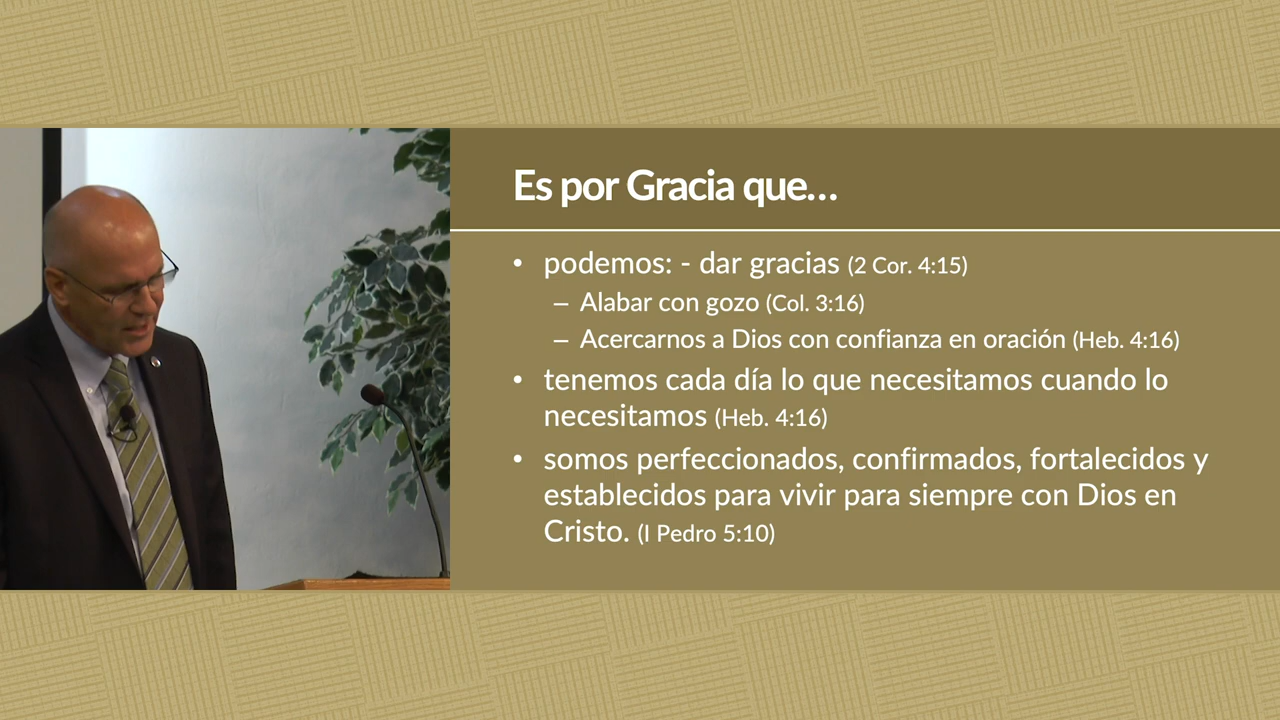 Es por Gracia que...
• podemos: - dar gracias (2 Cor. 4:15)
– Alabar con gozo (Col. 3:16)
– Acercarnos a Dios con confianza en oración (Heb. 4:16)
• tenemos cada día lo que necesitamos cuando lo
necesitamos (Heb. 4:16)
• somos perfeccionados, confirmados, fortalecidos y
establecidos para vivir para siempre con Dios en
Cristo. (I Pedro 5:10)